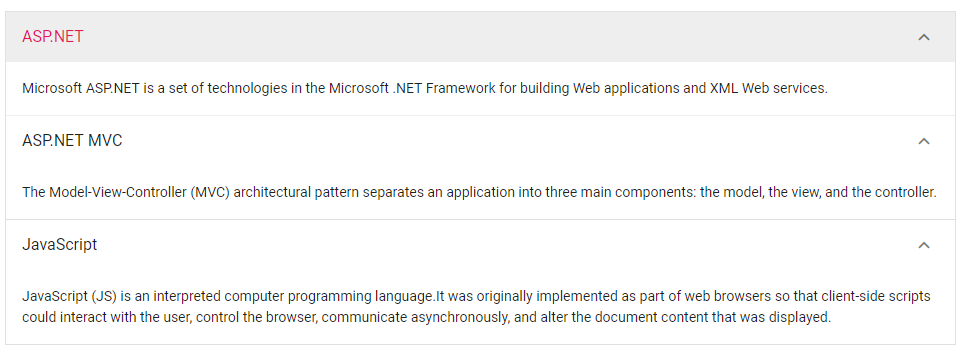 ASP.NET
Microsoft ASP.NET is a set of technologies in the Microsoft .NET Framework for building Web applications and XML Web services.
ASP.NET MVC
The Model-View-Controller (MVC) architectural pattern separates an application into three main components: the model, the view, and the controller.
JavaScript
JavaScript (JS) is an interpreted computer programming language.It was originally implemented as part of web browsers so that client-side scripts
could interact with the user, control the browser, communicate asynchronously, and alter the document content that was displayed.